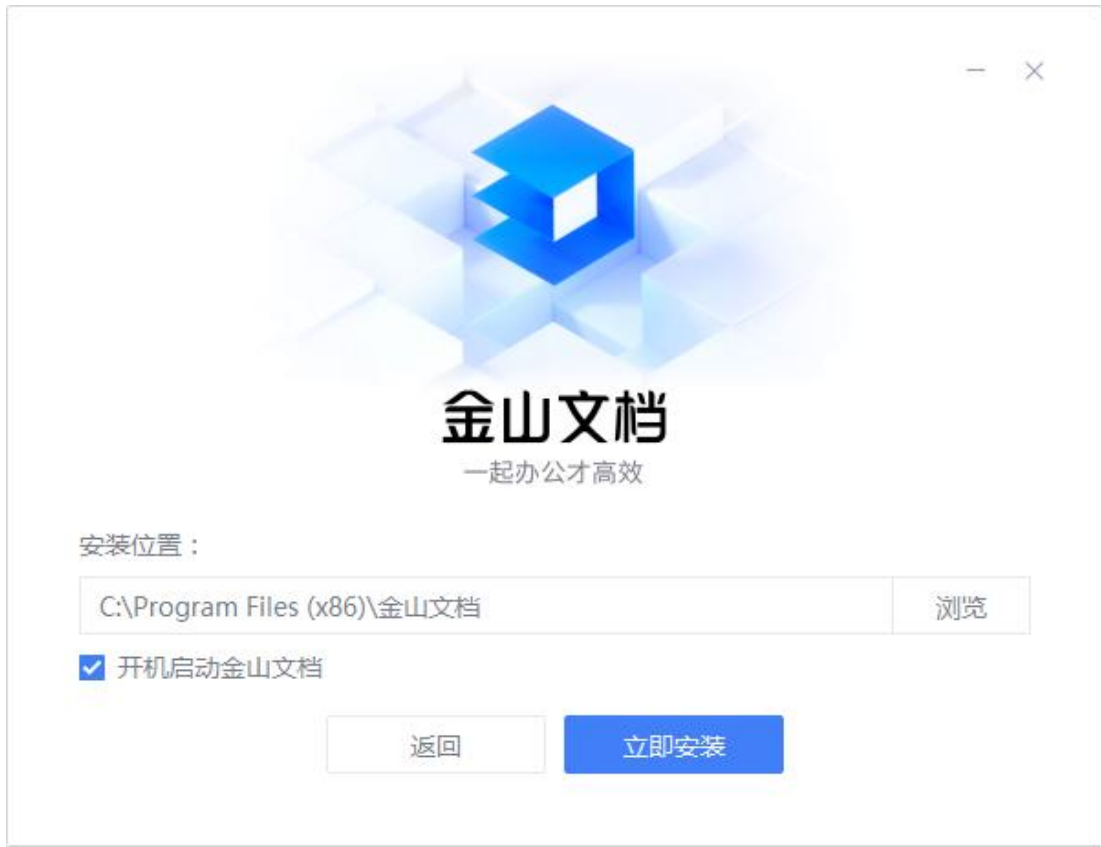 金山文档
一起办公才高效
安装位置：
C:\Program Files (x86)\金山文档
浏览
开机启动金山文档
返回
立即安装